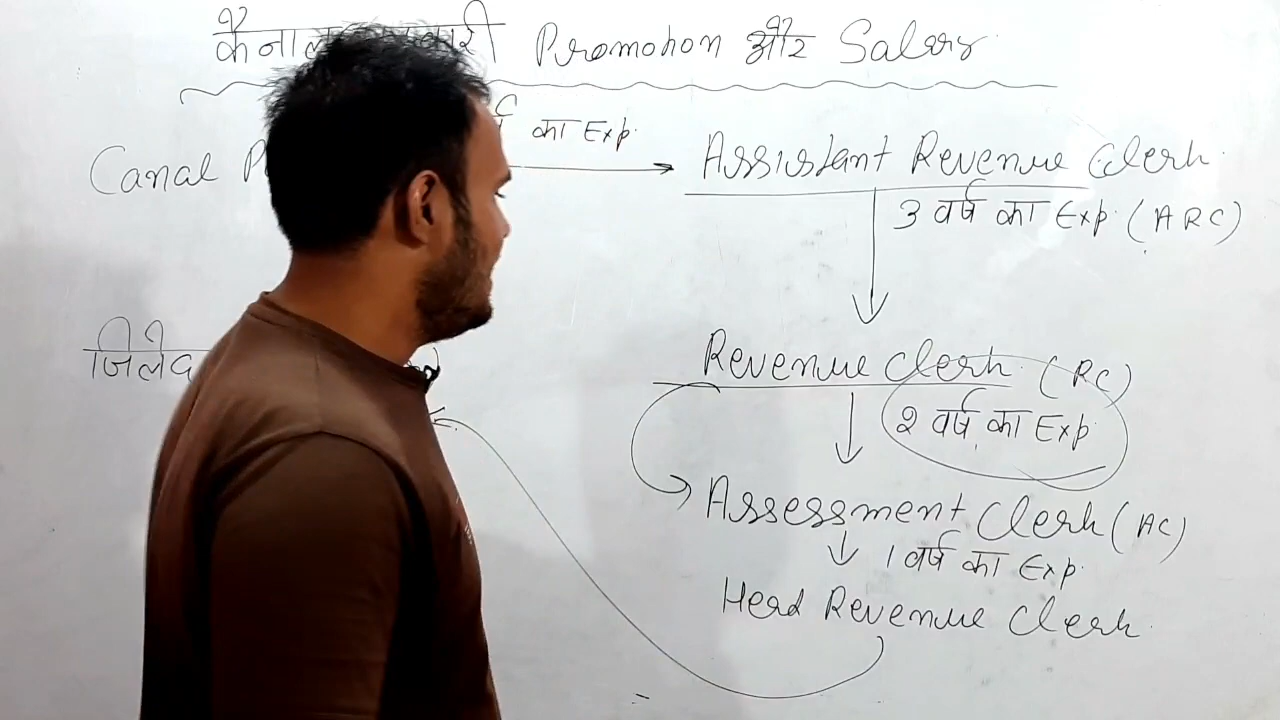 Promotion और Salary
का Exp.
Canal
Assistant Revenue Clerk.
3 वर्ष का Exp. (ARC)
Revenue Clerk (RC)
2 वर्ष का Exp
Assessment Clerk (AC)
1 वर्ष का Exp.
Head Revenue Clerk.